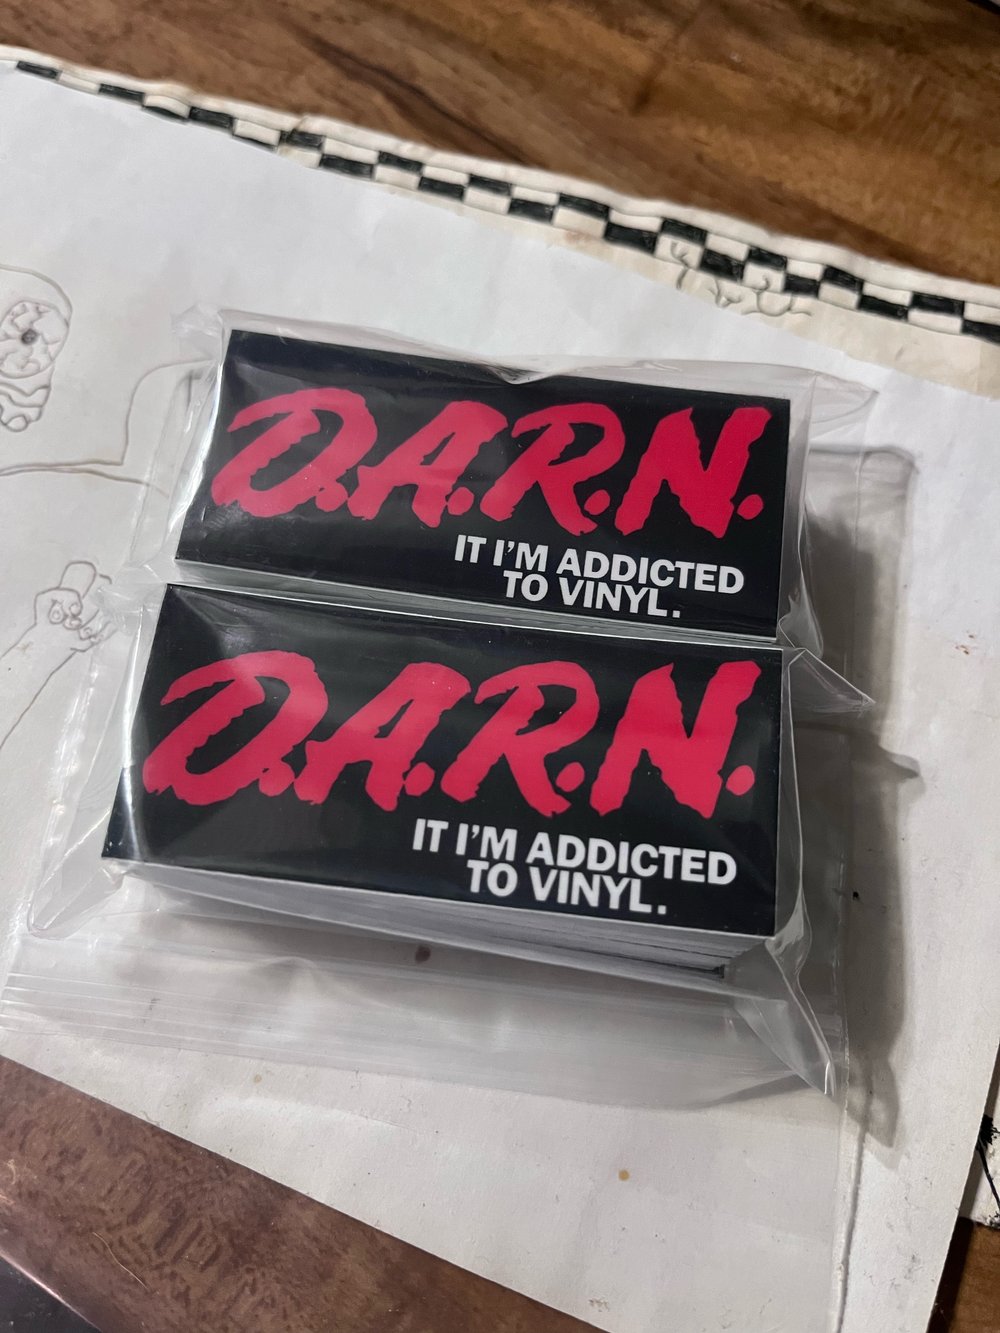 D.A.R.N.
IT I'M ADDICTED
TO VINYL.
D.A.R.N.
IT I'M ADDICTED
TO VINYL.